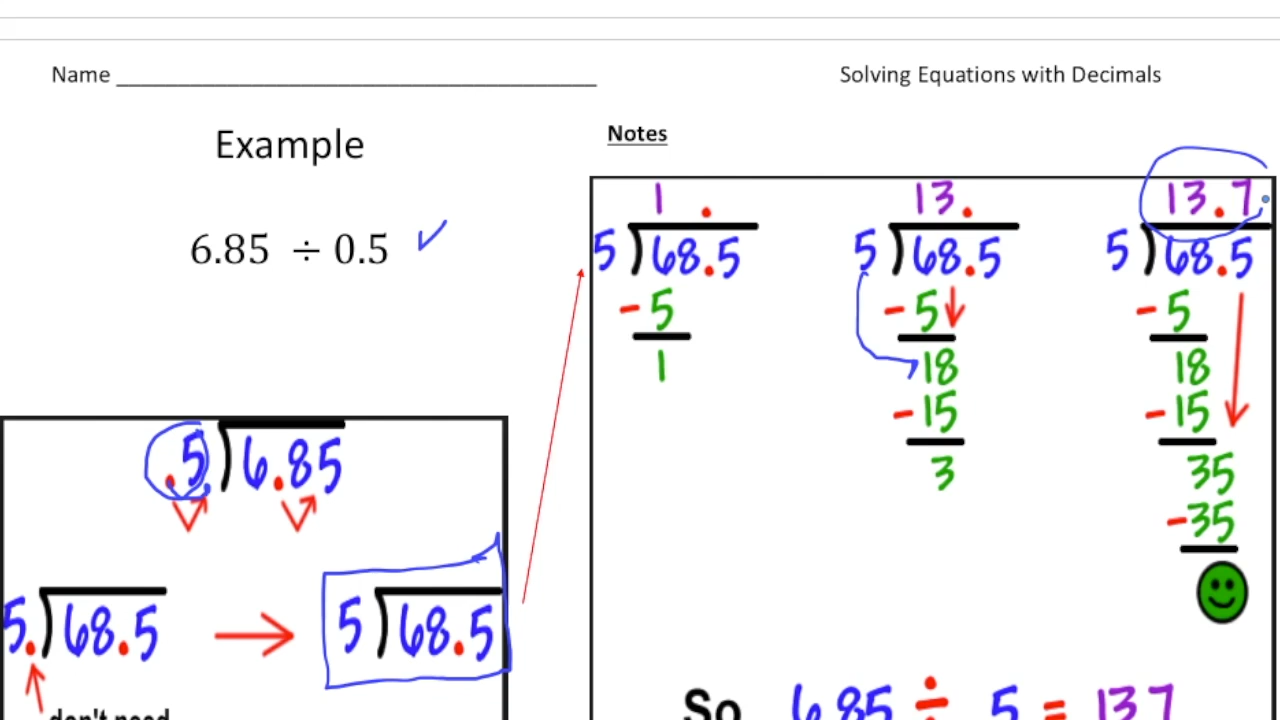 Name
Solving Equations with Decimals
Example
6.85 ÷ 0.5
.5)6.85
5.)68.5 → 5)68.5
don't need
Notes
1 .
5)68.5
-5
1
13.
5)68.5
-5
18
-15
3
13.7
5)68.5
-5
18
-15
35
-35
So 6.85 ÷ .5 = 13.7